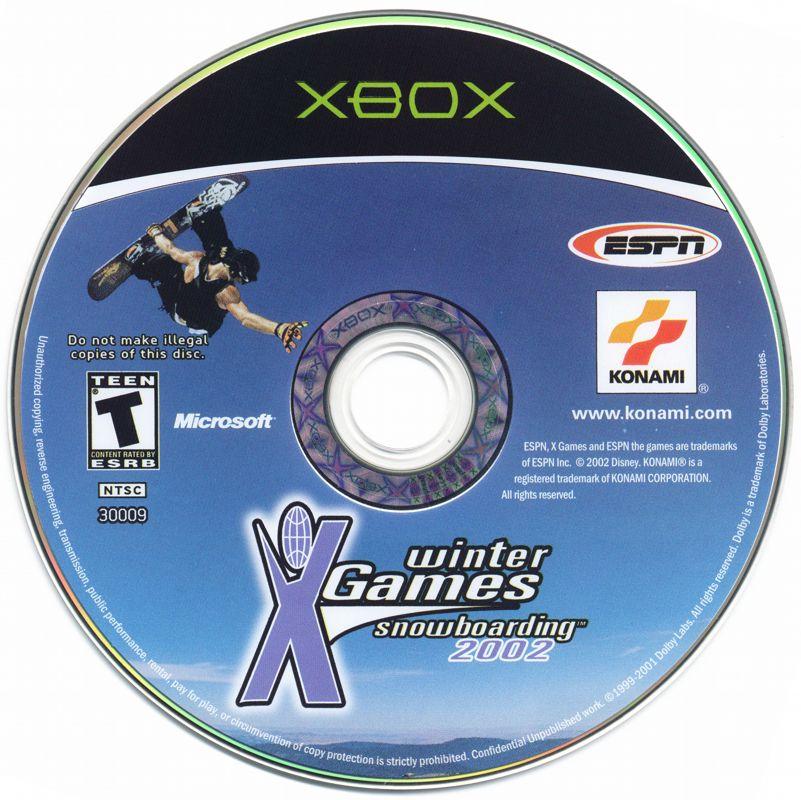 XBOX
ESPN
Do not make illegal
copies of this disc.
XBOX
KONAMI®
www.konami.com
TEEN
T
CONTENT RATED BY
ESRB
Microsoft®
NTSC
30009
ESPN, X Games and ESPN the games are trademarks
of ESPN Inc. © 2002 Disney. KONAMI® is a
registered trademark of KONAMI CORPORATION.
All rights reserved.
winter
X Games
snowboarding™
2002
Unauthorized copying, reverse engineering, transmission, public performance, rental, pay for play, or circumvention of copy protection is strictly prohibited. Confidential Unpublished work. ©1999-2001 Dolby Labs. All rights reserved. Dolby is a trademark of Dolby Laboratories.